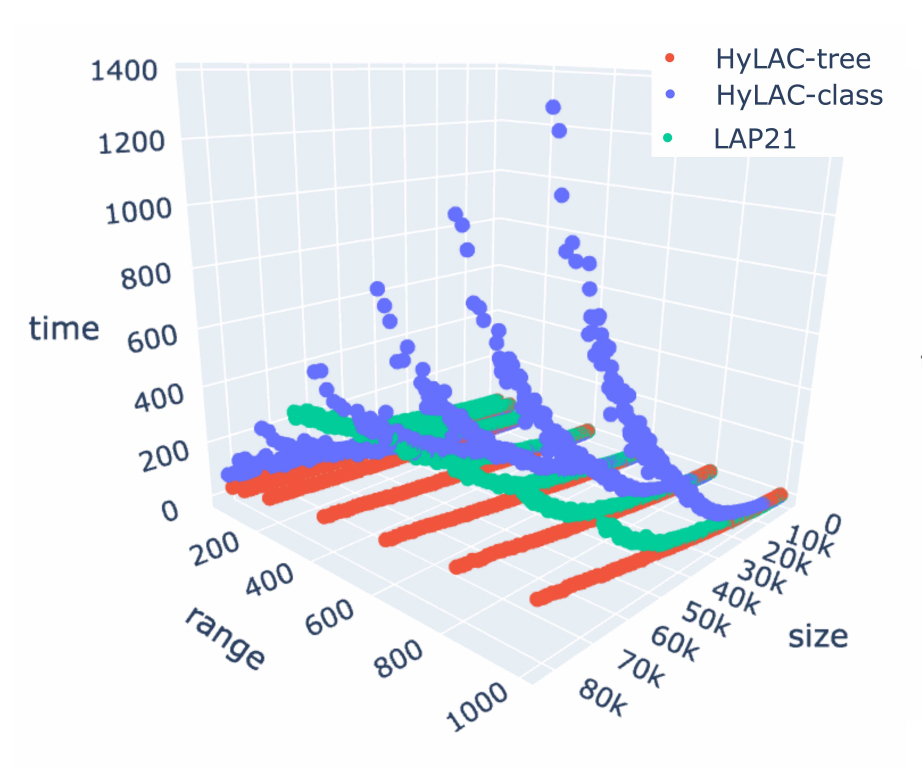 HyLAC-tree
HyLAC-class
LAP21
1400
1200
1000
800
600
400
200
0
time
200
400
600
800
1000
range
0
10k
20k
30k
40k
50k
60k
70k
80k
size